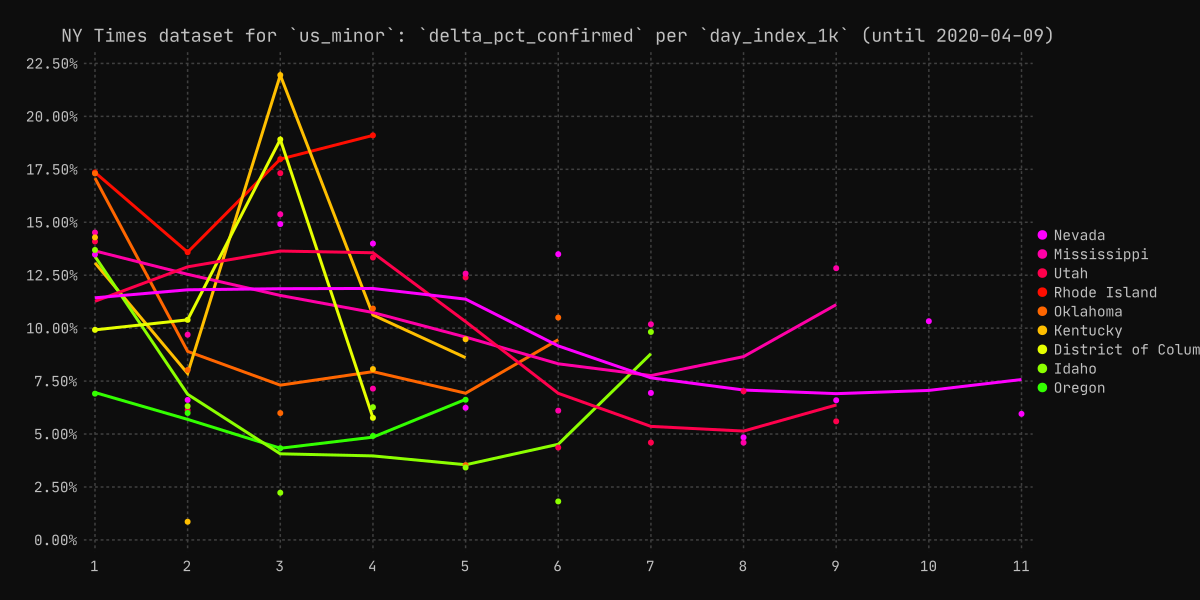 NY Times dataset for `us_minor`: `delta_pct_confirmed` per `day_index_1k` (until 2020-04-09)
22.50%
20.00%
17.50%
15.00%
12.50%
10.00%
7.50%
5.00%
2.50%
0.00%
1 2 3 4 5 6 7 8 9 10 11
Nevada
Mississippi
Utah
Rhode Island
Oklahoma
Kentucky
District of Colum
Idaho
Oregon